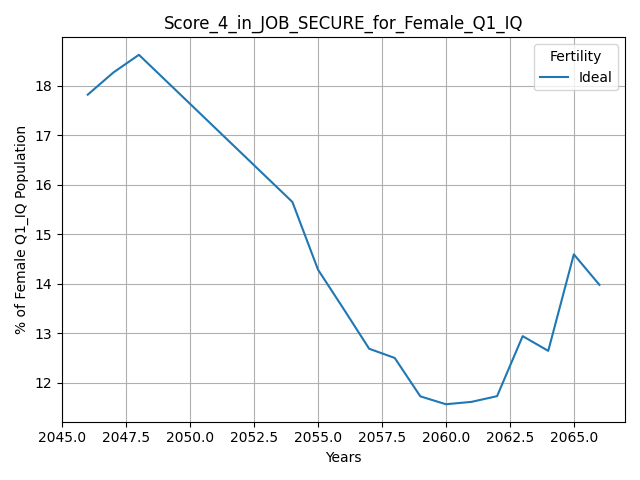 Score_4_in_JOB_SECURE_for_Female_Q1_IQ
Fertility
Ideal
% of Female Q1_IQ Population
18
17
16
15
14
13
12
2045.0 2047.5 2050.0 2052.5 2055.0 2057.5 2060.0 2062.5 2065.0
Years